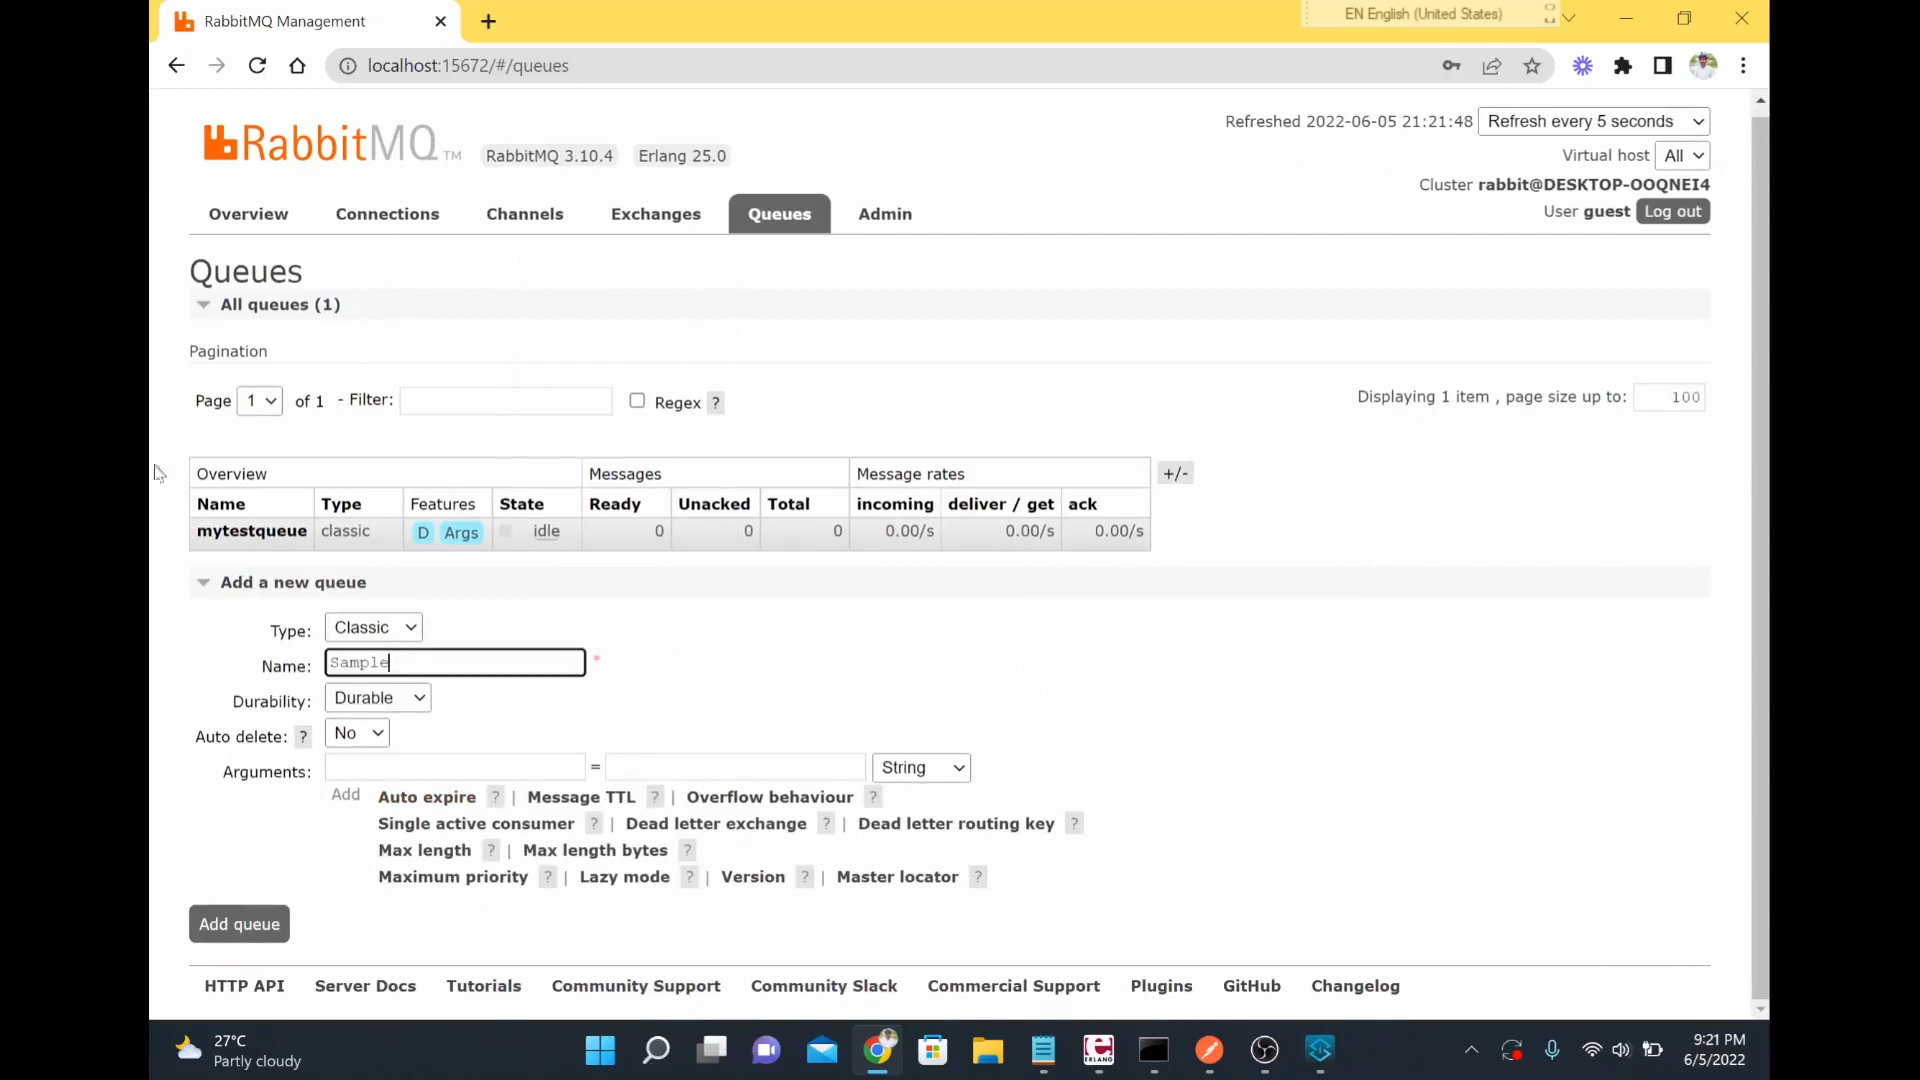 RabbitMQ Management
EN English (United States)
localhost:15672/#/queues
RabbitMQ TM
RabbitMQ 3.10.4 Erlang 25.0
Refreshed 2022-06-05 21:21:48 Refresh every 5 seconds
Virtual host All
Cluster rabbit@DESKTOP-OOQNEI4
User guest Log out
Overview Connections Channels Exchanges Queues Admin
Queues
All queues (1)
Pagination
Page 1 of 1 - Filter: Regex ?
Displaying 1 item , page size up to: 100
Overview Messages Message rates +/-
Name Type Features State Ready Unacked Total incoming deliver / get ack
mytestqueue classic D Args idle 0 0 0 0.00/s 0.00/s 0.00/s
Add a new queue
Type: Classic
Name: Sample *
Durability: Durable
Auto delete: ? No
Arguments: = String
Add Auto expire ? | Message TTL ? | Overflow behaviour ?
Single active consumer ? | Dead letter exchange ? | Dead letter routing key ?
Max length ? | Max length bytes ?
Maximum priority ? | Lazy mode ? | Version ? | Master locator ?
Add queue
HTTP API Server Docs Tutorials Community Support Community Slack Commercial Support Plugins GitHub Changelog
27°C
Partly cloudy
ERLANG
9:21 PM
6/5/2022